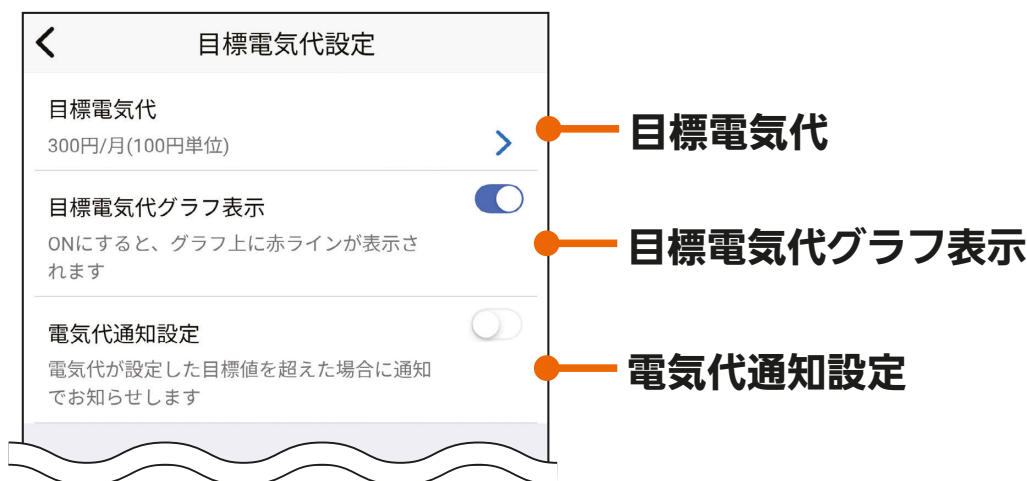 目標電気代設定
目標電気代
300円/月(100円単位)
目標電気代
目標電気代グラフ表示
ONにすると、グラフ上に赤ラインが表示さ
れます
目標電気代グラフ表示
電気代通知設定
電気代が設定した目標値を超えた場合に通知
でお知らせします
電気代通知設定